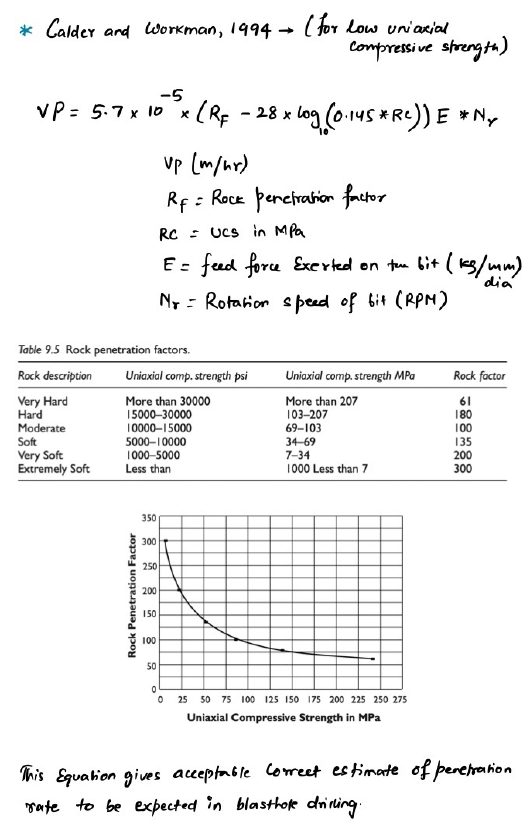 * Calder and Workman, 1994 → (for low uniaxial
compressive strength)
VP = 5.7 x 10^-5 x (R_F - 28 x log_10 (0.145 * Rc)) E * N_r
VP (m/hr)
R_F = Rock penetration factor
RC = UCS in MPa
E = feed force Exerted on the bit (kg/mm)
dia
N_r = Rotation speed of bit (RPM)
Table 9.5 Rock penetration factors.
Rock description Uniaxial comp. strength psi Uniaxial comp. strength MPa Rock factor
Very Hard More than 30000 More than 207 61
Hard 15000–30000 103–207 180
Moderate 10000–15000 69–103 100
Soft 5000–10000 34–69 135
Very Soft 1000–5000 7–34 200
Extremely Soft Less than 1000 Less than 7 300
Rock Penetration Factor
350
300
250
200
150
100
50
0
0 25 50 75 100 125 150 175 200 225 250 275
Uniaxial Compressive Strength in MPa
This Equation gives acceptable Correct estimate of penetration
rate to be expected in blasthole drilling.